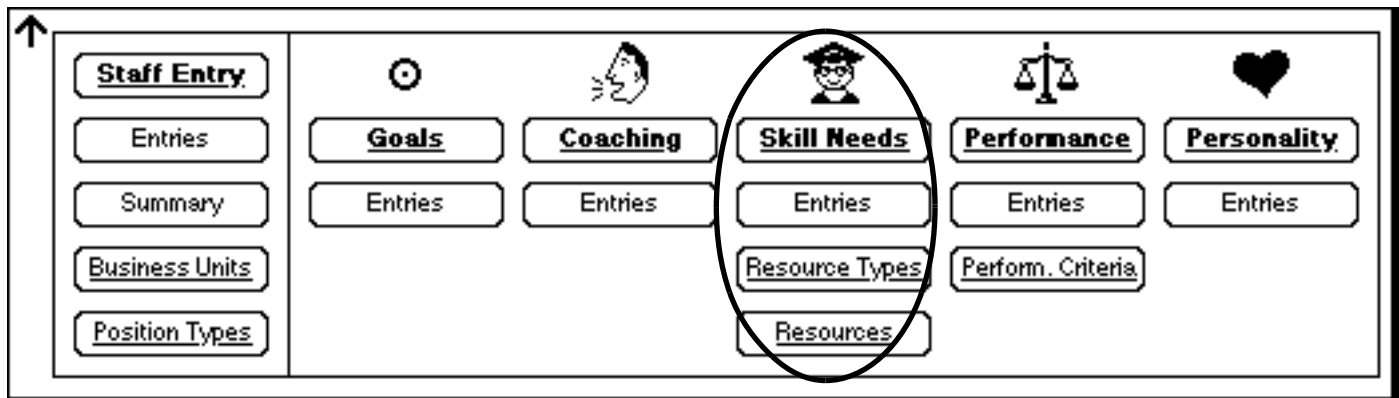 Staff Entry
Entries
Summary
Business Units
Position Types
Goals
Entries
Coaching
Entries
Skill Needs
Entries
Resource Types
Resources
Performance
Entries
Perform. Criteria
Personality
Entries